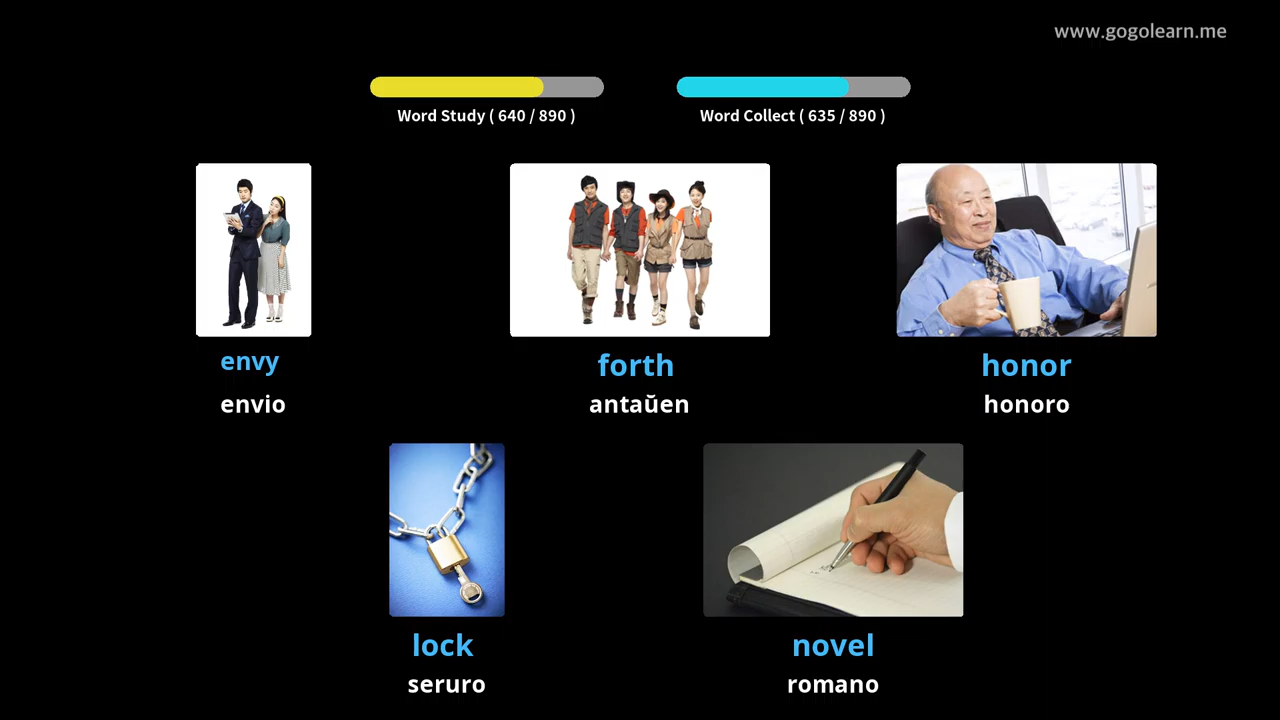 www.gogolearn.me
Word Study ( 640 / 890 )
Word Collect ( 635 / 890 )
envy
envio
forth
antaŭen
honor
honoro
lock
seruro
novel
romano